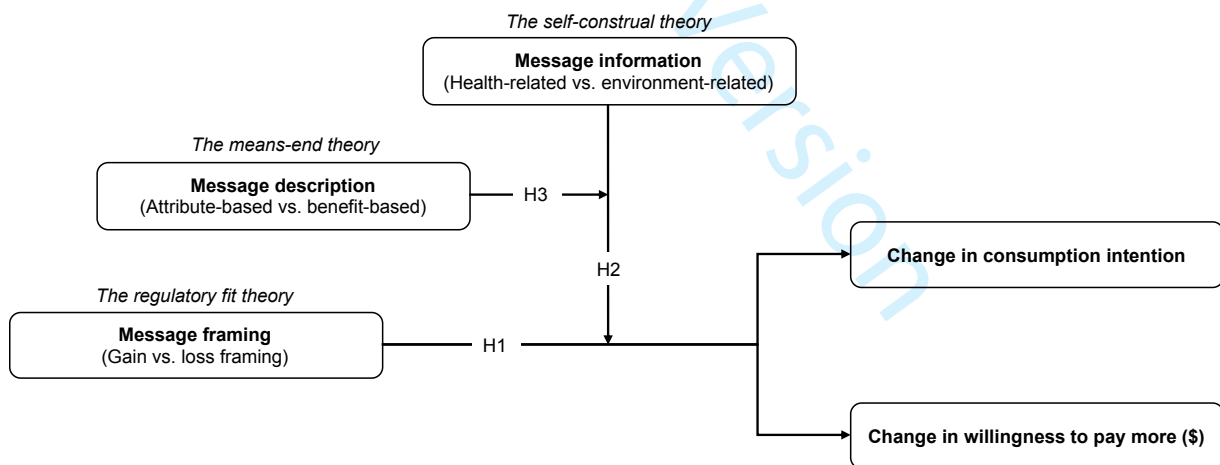 The self-construal theory
Message information
(Health-related vs. environment-related)
The means-end theory
Message description
(Attribute-based vs. benefit-based)
H3
H2
Change in consumption intention
The regulatory fit theory
Message framing
(Gain vs. loss framing)
H1
Change in willingness to pay more ($)
Version